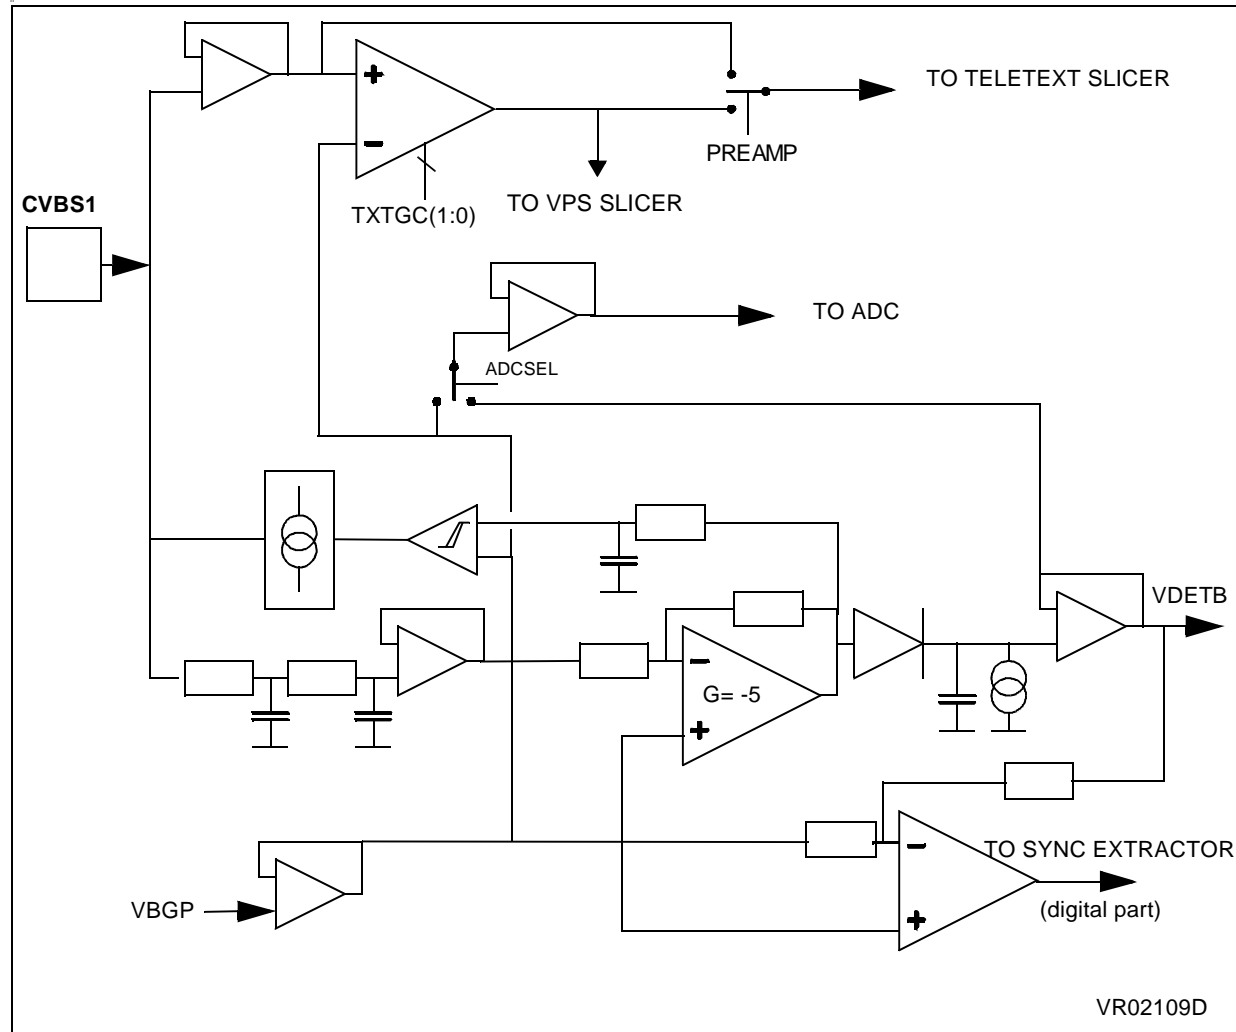 TO TELETEXT SLICER
+
PREAMP
−
CVBS1
TO VPS SLICER
TXTGC(1:0)
TO ADC
ADCSEL
VDETB
−
G= -5
+
−
TO SYNC EXTRACTOR
VBGP
(digital part)
+
VR02109D